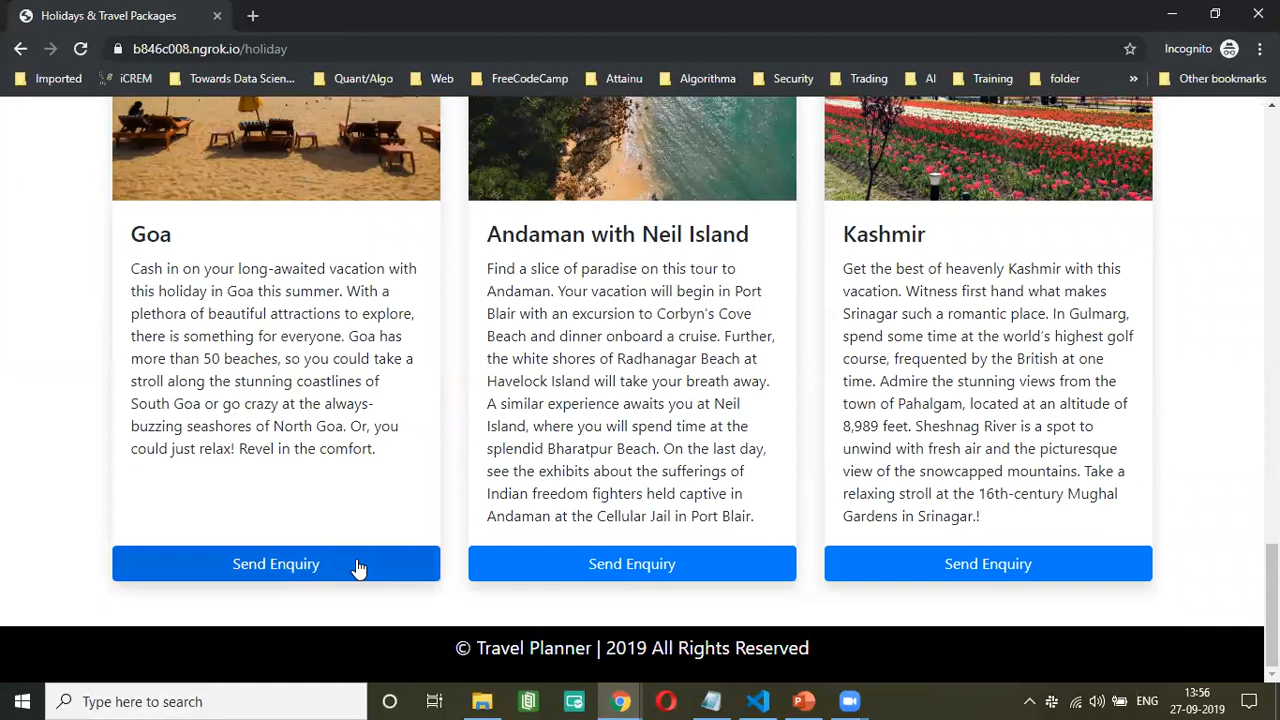 Holidays & Travel Packages
b846c008.ngrok.io/holiday
Incognito
Imported
iCREM
Towards Data Scien...
Quant/Algo
Web
FreeCodeCamp
Attainu
Algorithma
Security
Trading
AI
Training
folder
Other bookmarks
Goa
Cash in on your long-awaited vacation with
this holiday in Goa this summer. With a
plethora of beautiful attractions to explore,
there is something for everyone. Goa has
more than 50 beaches, so you could take a
stroll along the stunning coastlines of
South Goa or go crazy at the always-
buzzing seashores of North Goa. Or, you
could just relax! Revel in the comfort.
Send Enquiry
Andaman with Neil Island
Find a slice of paradise on this tour to
Andaman. Your vacation will begin in Port
Blair with an excursion to Corbyn's Cove
Beach and dinner onboard a cruise. Further,
the white shores of Radhanagar Beach at
Havelock Island will take your breath away.
A similar experience awaits you at Neil
Island, where you will spend time at the
splendid Bharatpur Beach. On the last day,
see the exhibits about the sufferings of
Indian freedom fighters held captive in
Andaman at the Cellular Jail in Port Blair.
Send Enquiry
Kashmir
Get the best of heavenly Kashmir with this
vacation. Witness first hand what makes
Srinagar such a romantic place. In Gulmarg,
spend some time at the world's highest golf
course, frequented by the British at one
time. Admire the stunning views from the
town of Pahalgam, located at an altitude of
8,989 feet. Sheshnag River is a spot to
unwind with fresh air and the picturesque
view of the snowcapped mountains. Take a
relaxing stroll at the 16th-century Mughal
Gardens in Srinagar.!
Send Enquiry
© Travel Planner | 2019 All Rights Reserved
Type here to search
ENG
13:56
27-09-2019